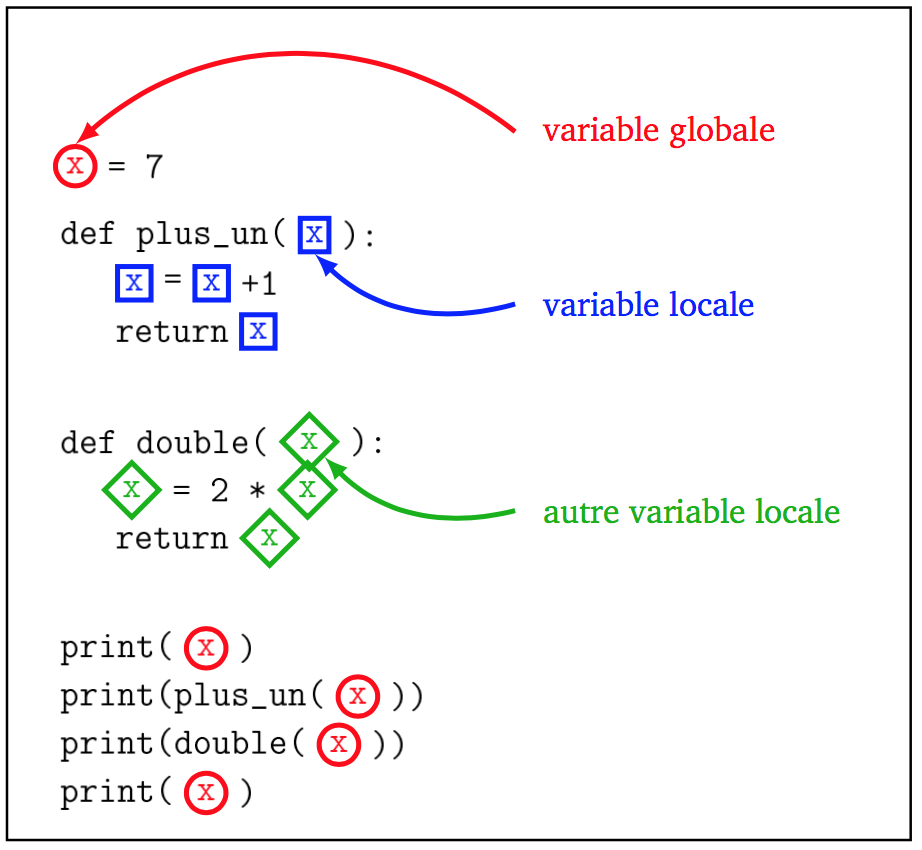 variable globale
x = 7
def plus_un( x ):
x = x +1
variable locale
return x
def double( x ):
x = 2 * x
autre variable locale
return x
print( x )
print(plus_un( x ))
print(double( x ))
print( x )